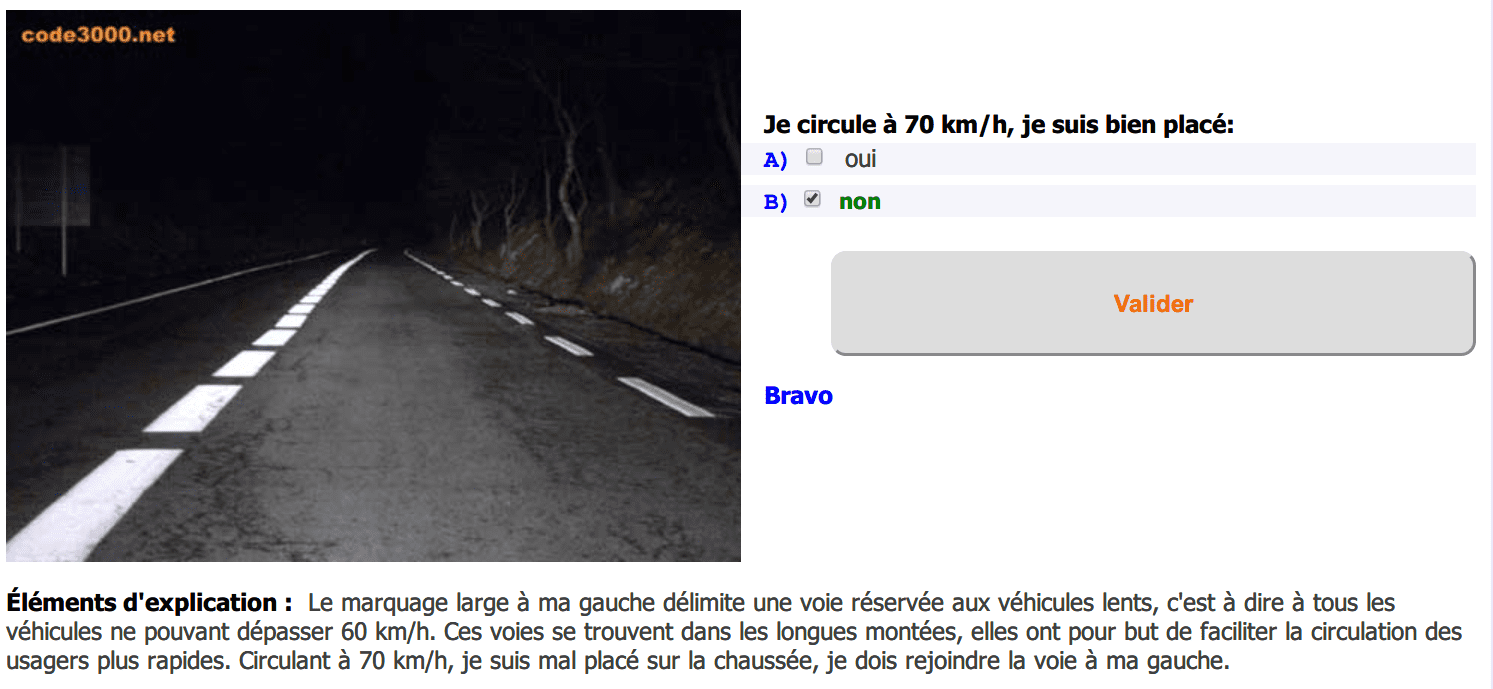 code3000.net
Je circule à 70 km/h, je suis bien placé:
A) oui
B) non
Valider
Bravo
Éléments d'explication : Le marquage large à ma gauche délimite une voie réservée aux véhicules lents, c'est à dire à tous les
véhicules ne pouvant dépasser 60 km/h. Ces voies se trouvent dans les longues montées, elles ont pour but de faciliter la circulation des
usagers plus rapides. Circulant à 70 km/h, je suis mal placé sur la chaussée, je dois rejoindre la voie à ma gauche.